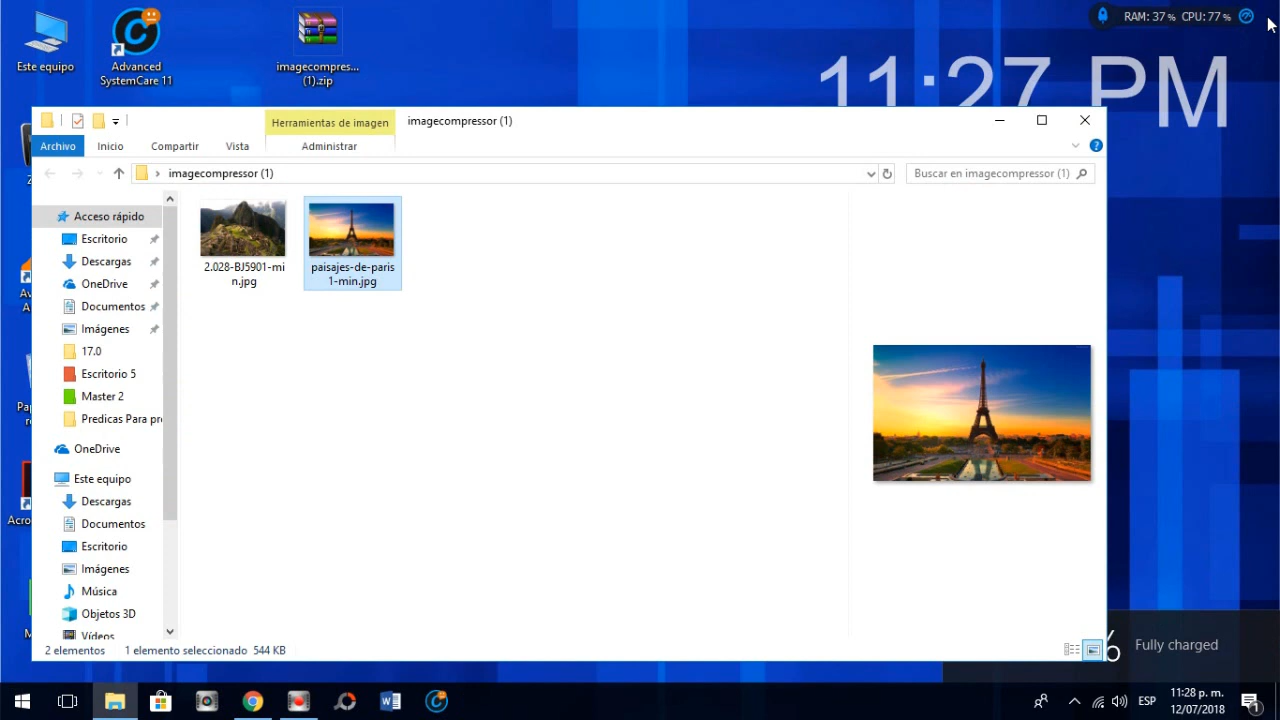 RAM: 37 % CPU: 77 %
Este equipo
Advanced
SystemCare 11
imagecompres...
(1).zip
11:27 PM
Herramientas de imagen
imagecompressor (1)
Archivo
Inicio
Compartir
Vista
Administrar
imagecompressor (1)
Buscar en imagecompressor (1)
Acceso rápido
Escritorio
Descargas
OneDrive
Documentos
Imágenes
17.0
Escritorio 5
Master 2
Predicas Para pr
OneDrive
Este equipo
Descargas
Documentos
Escritorio
Imágenes
Música
Objetos 3D
Vídeos
2.028-BJ5901-mi
n.jpg
paisajes-de-paris
1-min.jpg
2 elementos
1 elemento seleccionado 544 KB
%
Fully charged
ESP
11:28 p. m.
12/07/2018
1